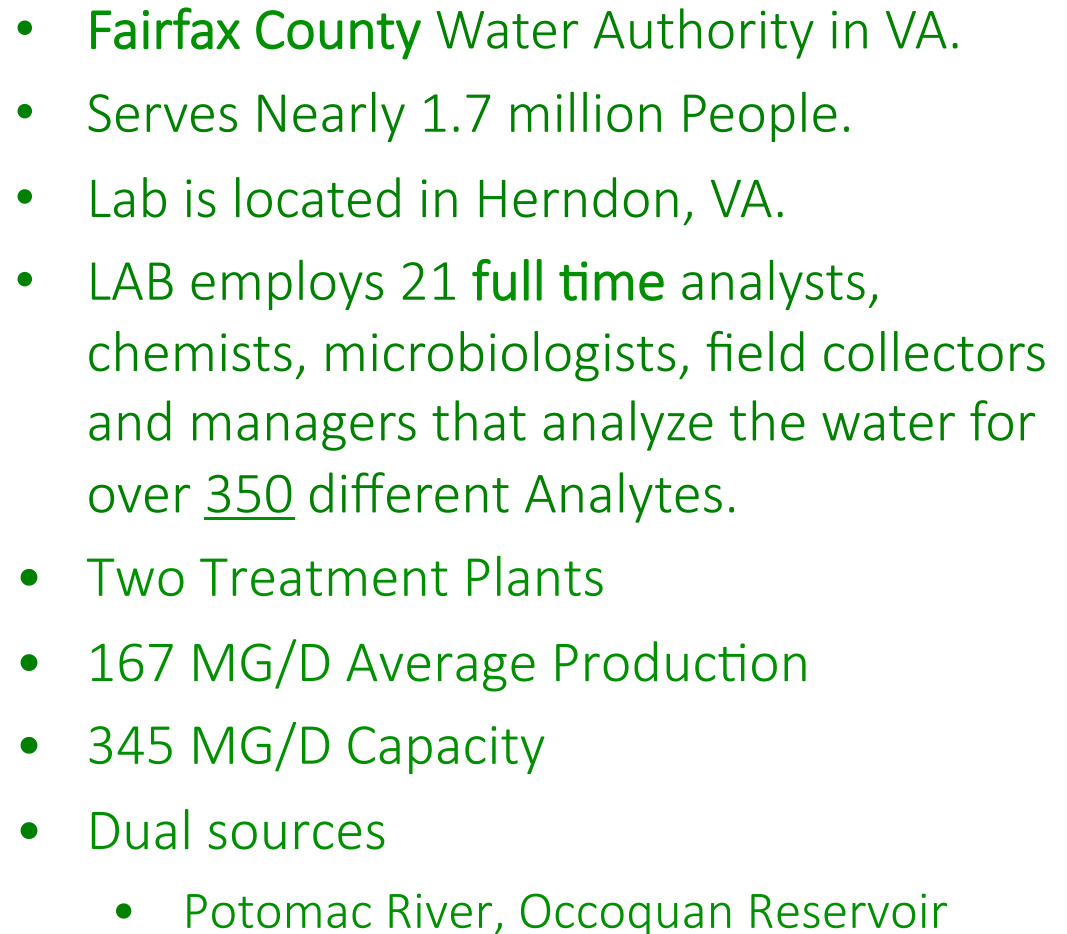 • Fairfax County Water Authority in VA.
• Serves Nearly 1.7 million People.
• Lab is located in Herndon, VA.
• LAB employs 21 full time analysts,
chemists, microbiologists, field collectors
and managers that analyze the water for
over 350 different Analytes.
• Two Treatment Plants
• 167 MG/D Average Production
• 345 MG/D Capacity
• Dual sources
• Potomac River, Occoquan Reservoir